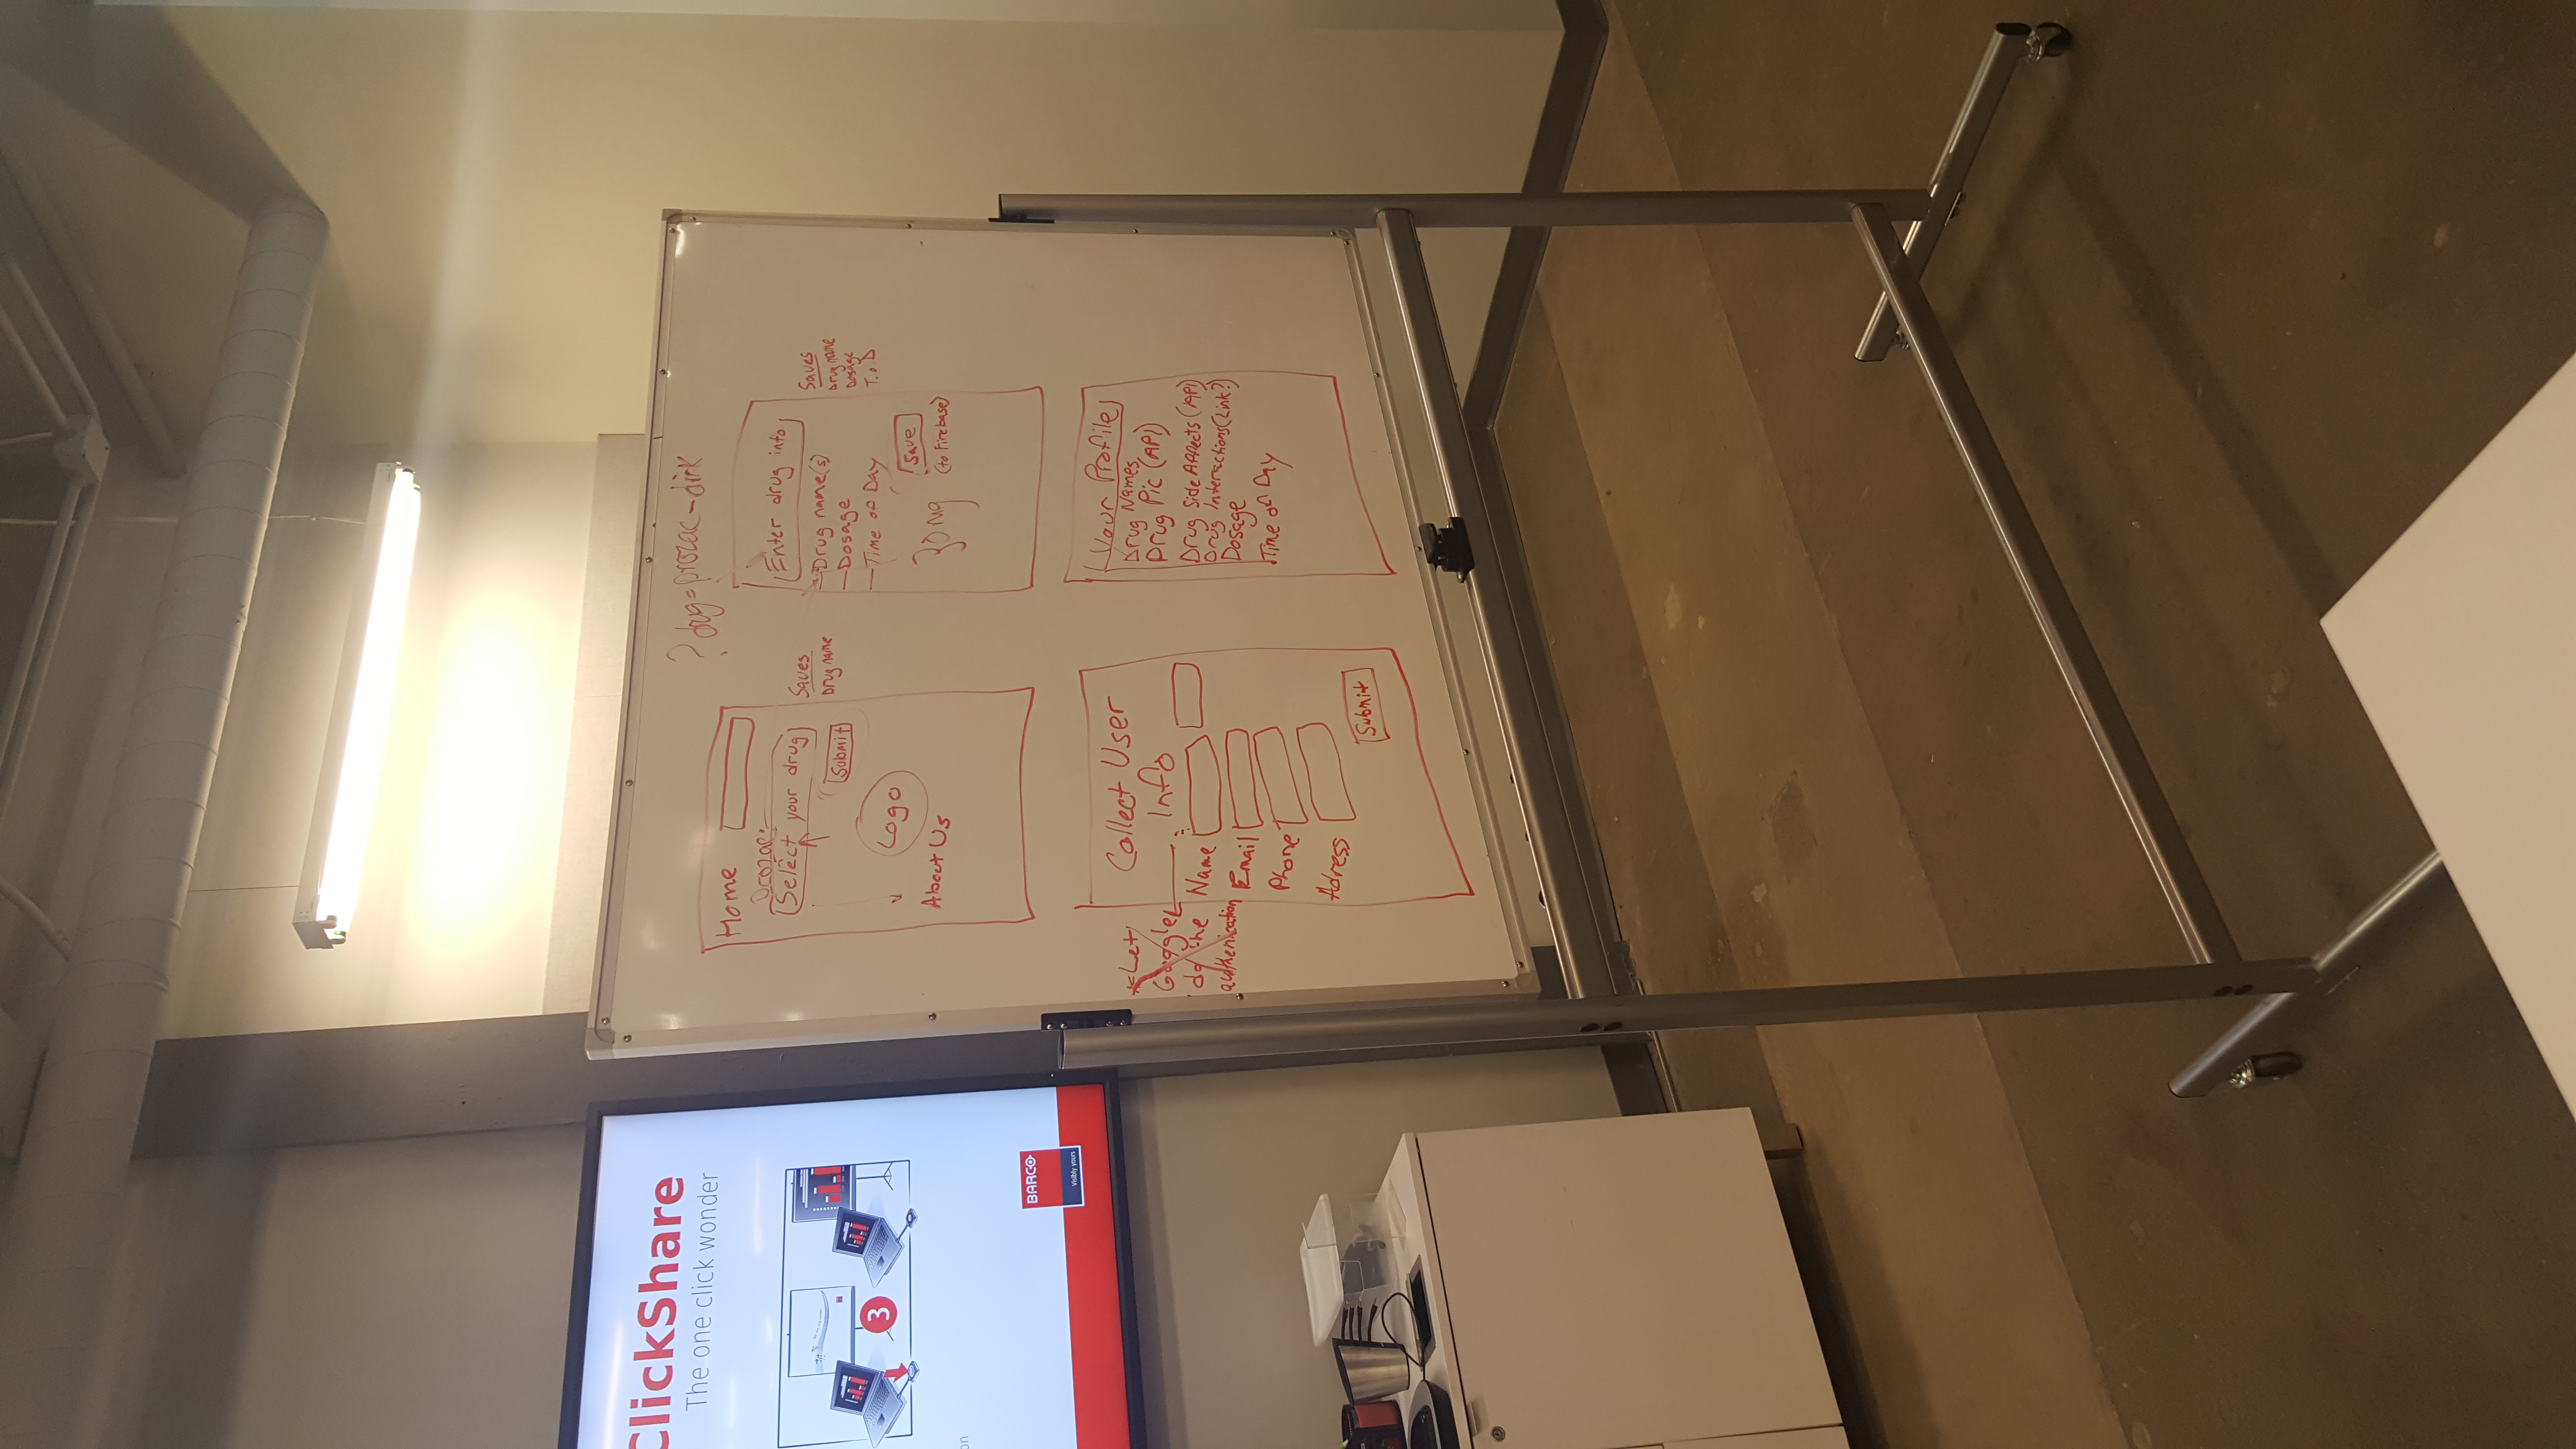 ClickShare
The one click wonder
3
on
BARCO
Visibly yours
? drug=prozac-dirk
Home
Prozac
Select your drug
Submit
Logo
About Us
Saves
Drug name
Enter drug info
Drug name(s)
Dosage
Time of Day
Save
(to Firebase)
30 mg
Saves
Drug name
Dosage
T.o D
Collect User
Info
*Let
Google
do the
authenication
Name
Email
Phone
Adress
Submit
Your Profile
Drug Names
Drug Pic (API)
Drug Side Affects (API)
Drug Interactions (Link?)
Dosage
Time of Day